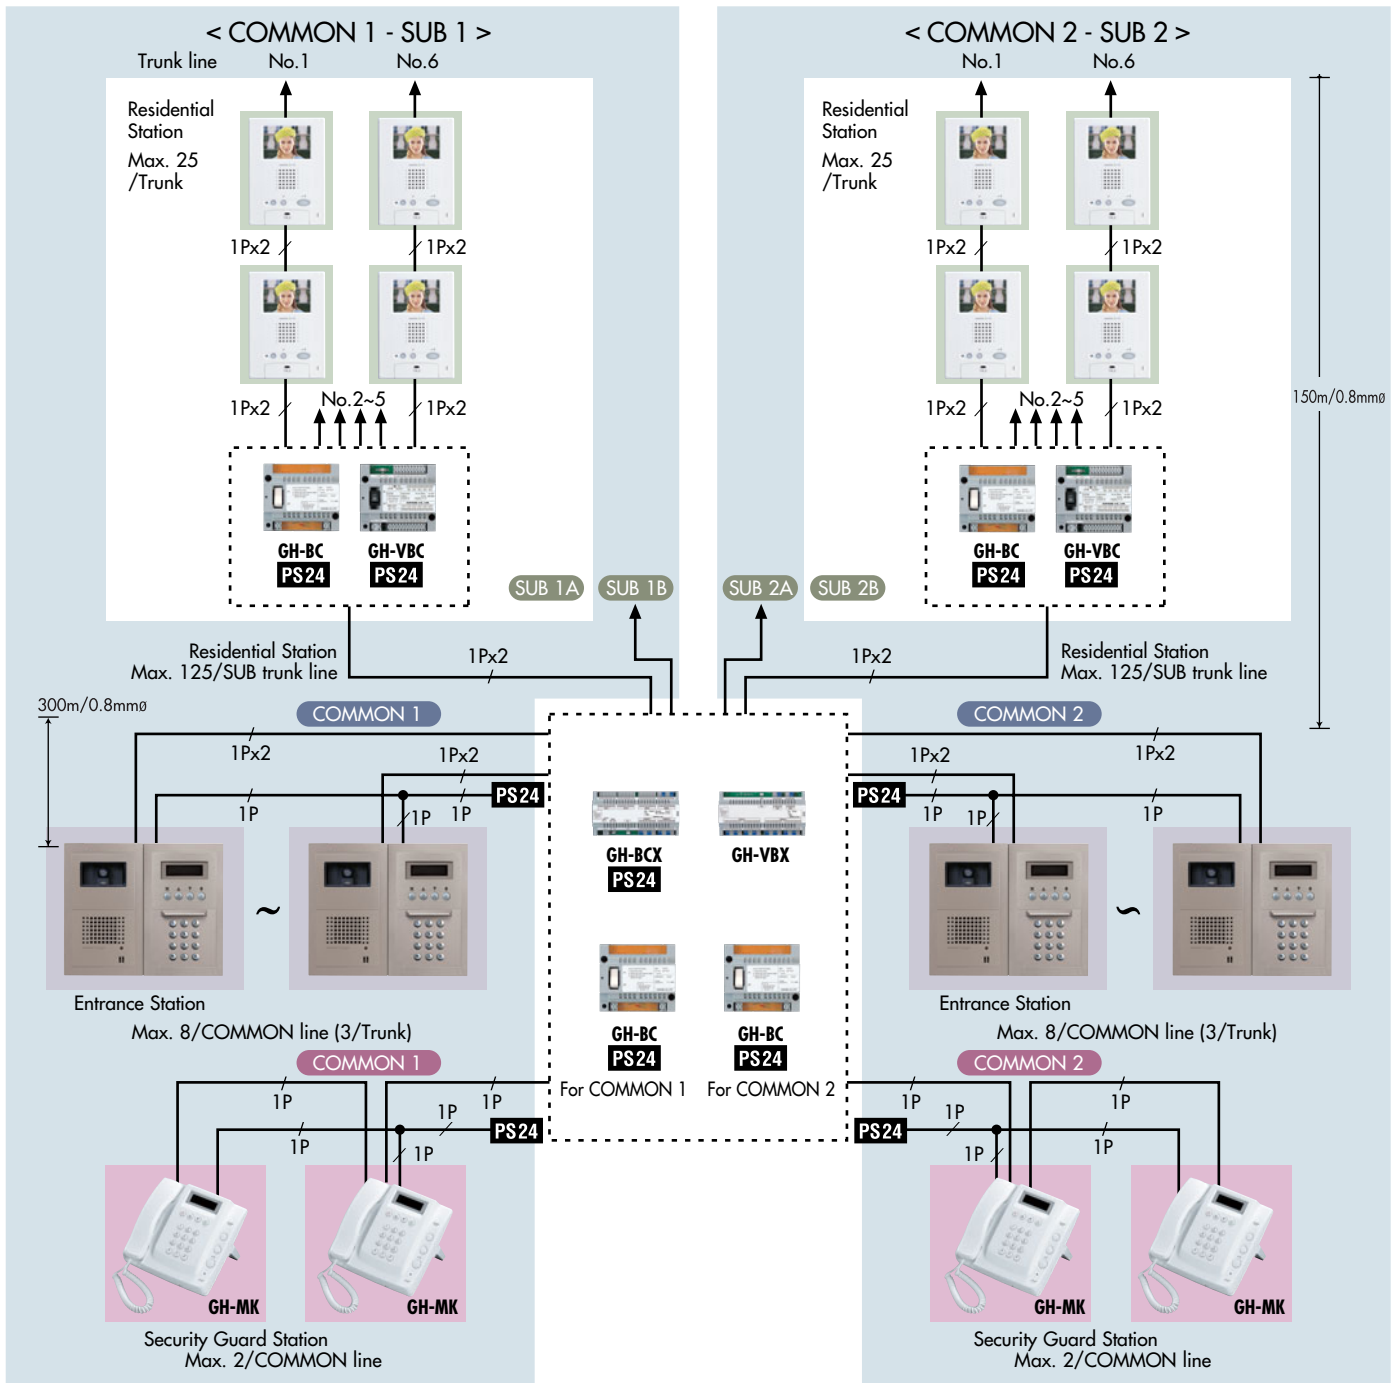 < COMMON 1 - SUB 1 >
Trunk line No.1 No.6
Residential
Station
Max. 25
/Trunk
1Px2 1Px2
No.2~5
1Px2 1Px2
GH-BC GH-VBC
PS24 PS24
SUB 1A SUB 1B
Residential Station
Max. 125/SUB trunk line
1Px2
< COMMON 2 - SUB 2 >
No.1 No.6
Residential
Station
Max. 25
/Trunk
1Px2 1Px2
No.2~5
1Px2 1Px2
150m/0.8mmø
GH-BC GH-VBC
PS24 PS24
SUB 2A SUB 2B
1Px2
Residential Station
Max. 125/SUB trunk line
300m/0.8mmø
COMMON 1
1Px2 1Px2
PS24
1P 1P 1P
~
Entrance Station
Max. 8/COMMON line (3/Trunk)
COMMON 1
1P 1P
1P
PS24
1P
1P
GH-MK GH-MK
Security Guard Station
Max. 2/COMMON line
GH-BCX GH-VBX
PS24
GH-BC GH-BC
PS24 PS24
For COMMON 1 For COMMON 2
COMMON 2
1Px2 1Px2
PS24
1P 1P 1P
~
Entrance Station
Max. 8/COMMON line (3/Trunk)
COMMON 2
1P 1P
1P
PS24
1P
1P
GH-MK GH-MK
Security Guard Station
Max. 2/COMMON line